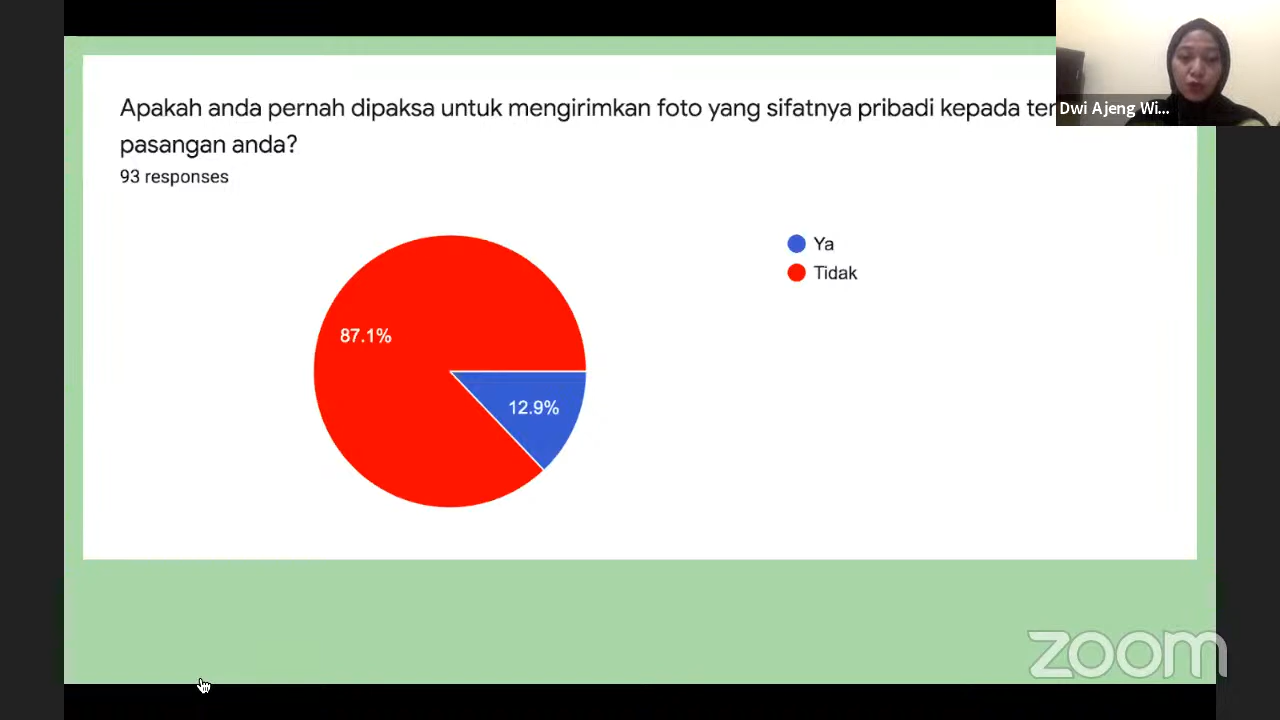 Apakah anda pernah dipaksa untuk mengirimkan foto yang sifatnya pribadi kepada
pasangan anda?
93 responses
Ya
Tidak
87.1%
12.9%
Dwi Ajeng Wi...
zoom